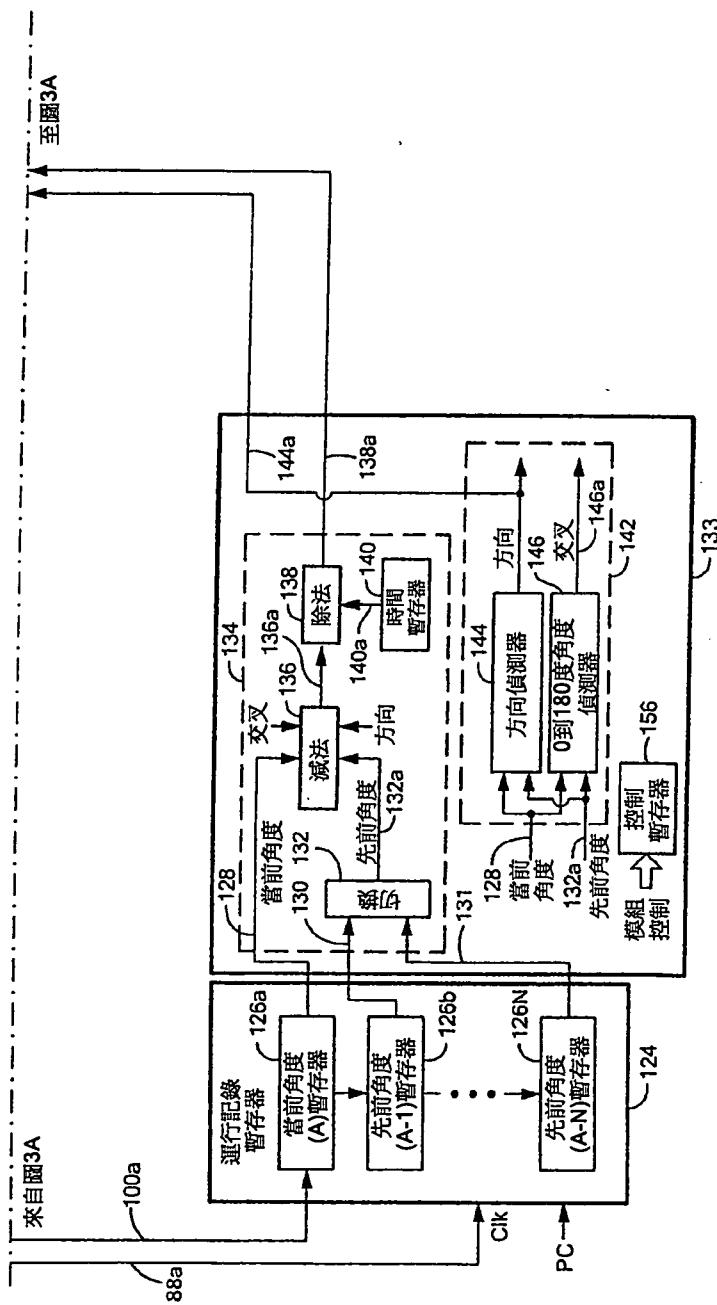 來自圖3A
至圖3A
100a
88a
Clk
PC
運行記錄
暫存器
126a
當前角度
(A)暫存器
126b
先前角度
(A-1)暫存器
126N
先前角度
(A-N)暫存器
124
128
當前角度
130
131
132
切換
先前角度
132a
134
交叉
136
減法
方向
136a
138
除法
140
時間
暫存器
140a
144a
138a
144
方向偵測器
方向
146
0到180度角度
偵測器
交叉
146a
142
128
當前
角度
132a
先前角度
模組
控制
156
控制
暫存器
133